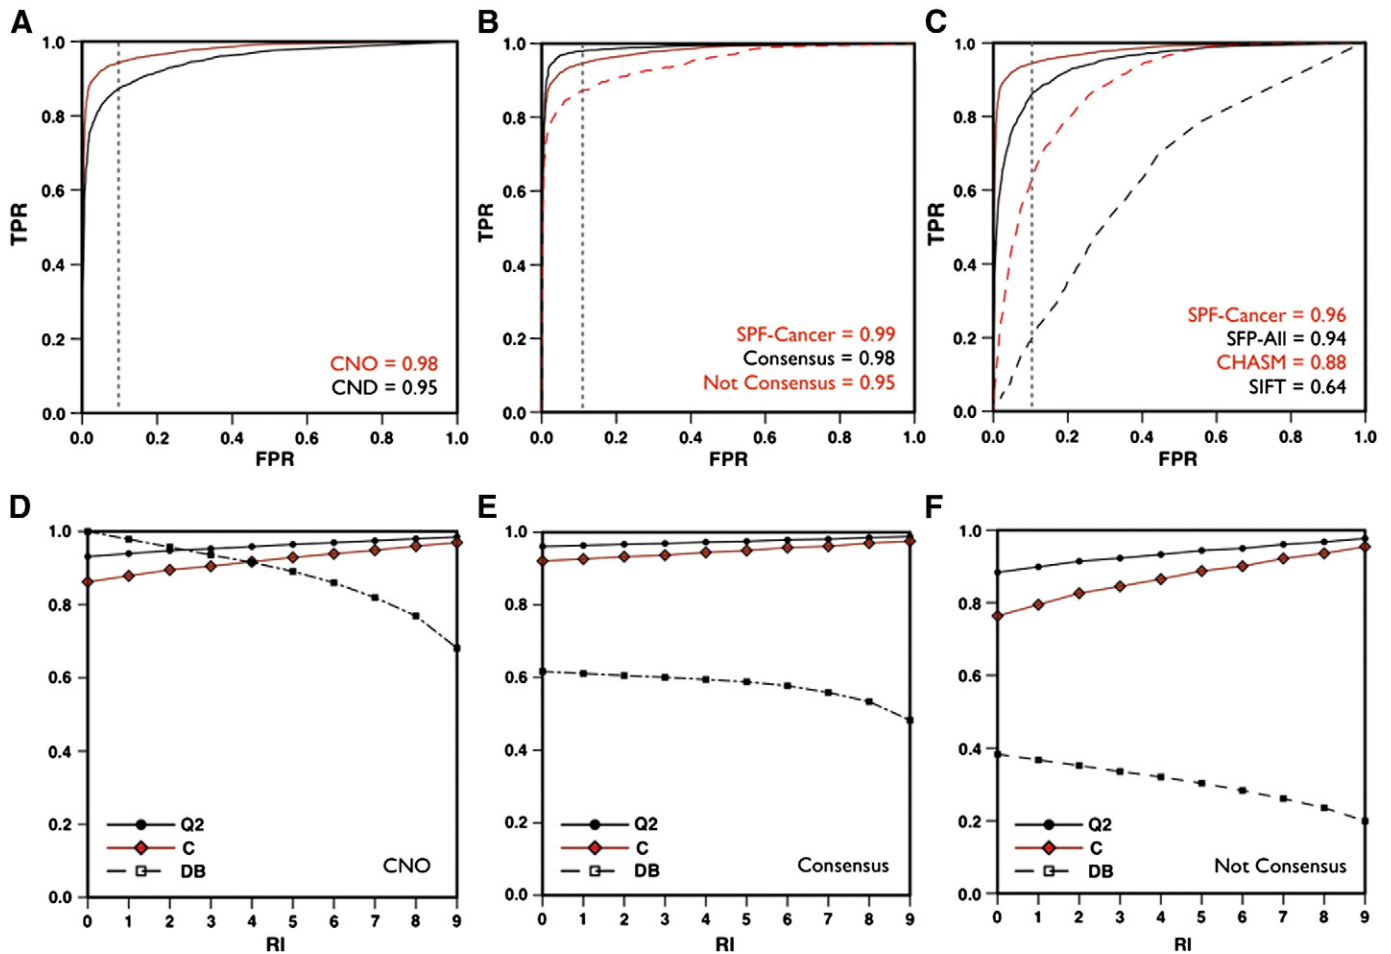 A
1.0
0.8
0.6
0.4
0.2
0.0
TPR
CNO = 0.98
CND = 0.95
0.0 0.2 0.4 0.6 0.8 1.0
FPR
B
1.0
0.8
0.6
0.4
0.2
0.0
TPR
SPF-Cancer = 0.99
Consensus = 0.98
Not Consensus = 0.95
0.0 0.2 0.4 0.6 0.8 1.0
FPR
C
1.0
0.8
0.6
0.4
0.2
0.0
TPR
SPF-Cancer = 0.96
SFP-All = 0.94
CHASM = 0.88
SIFT = 0.64
0.0 0.2 0.4 0.6 0.8 1.0
FPR
D
1.0
0.8
0.6
0.4
0.2
0.0
Q2
C
DB
CNO
0 1 2 3 4 5 6 7 8 9
RI
E
1.0
0.8
0.6
0.4
0.2
0.0
Q2
C
DB
Consensus
0 1 2 3 4 5 6 7 8 9
RI
F
1.0
0.8
0.6
0.4
0.2
0.0
Q2
C
DB
Not Consensus
0 1 2 3 4 5 6 7 8 9
RI